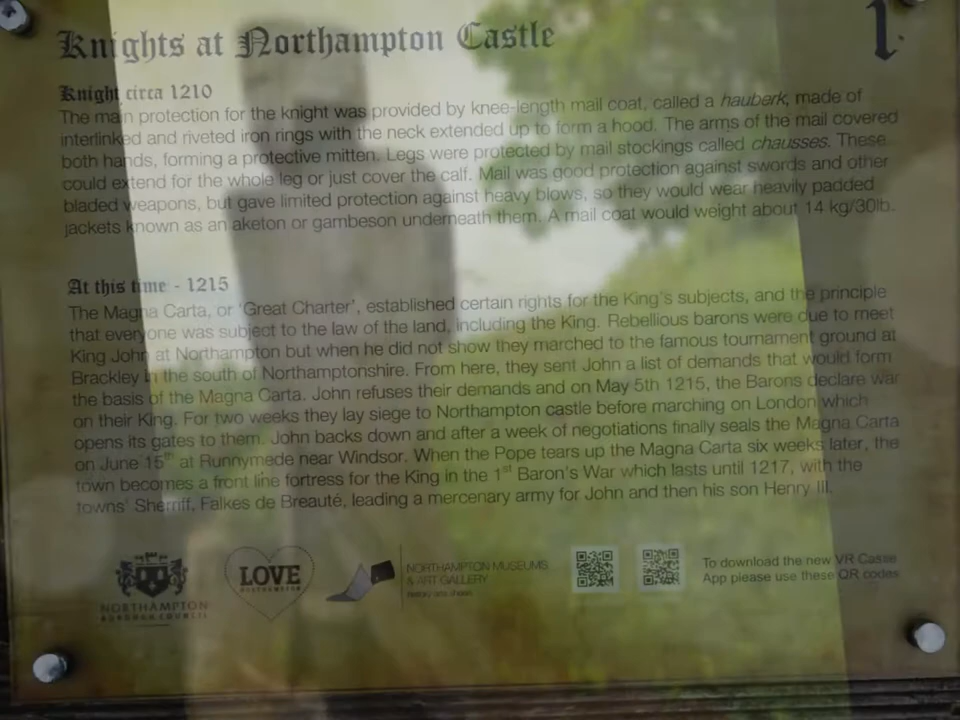 Knights at Northampton Castle
1.
Knight circa 1210
The main protection for the knight was provided by knee-length mail coat, called a hauberk, made of
interlinked and riveted iron rings with the neck extended up to form a hood. The arms of the mail covered
both hands, forming a protective mitten. Legs were protected by mail stockings called chausses. These
could extend for the whole leg or just cover the calf. Mail was good protection against swords and other
bladed weapons, but gave limited protection against heavy blows, so they would wear heavily padded
jackets known as an aketon or gambeson underneath them. A mail coat would weight about 14 kg/30lb.
At this time - 1215
The Magna Carta, or 'Great Charter', established certain rights for the King's subjects, and the principle
that everyone was subject to the law of the land, including the King. Rebellious barons were due to meet
King John at Northampton but when he did not show they marched to the famous tournament ground at
Brackley in the south of Northamptonshire. From here, they sent John a list of demands that would form
the basis of the Magna Carta. John refuses their demands and on May 5th 1215, the Barons declare war
on their King. For two weeks they lay siege to Northampton castle before marching on London which
opens its gates to them. John backs down and after a week of negotiations finally seals the Magna Carta
on June 15th at Runnymede near Windsor. When the Pope tears up the Magna Carta six weeks later, the
town becomes a front line fortress for the King in the 1st Baron's War which lasts until 1217, with the
towns' Sherriff, Falkes de Breauté, leading a mercenary army for John and then his son Henry III.
NORTHAMPTON
BOROUGH COUNCIL
LOVE
NORTHAMPTON
NORTHAMPTON MUSEUMS
& ART GALLERY
To download the new VR Castle
App please use these QR codes